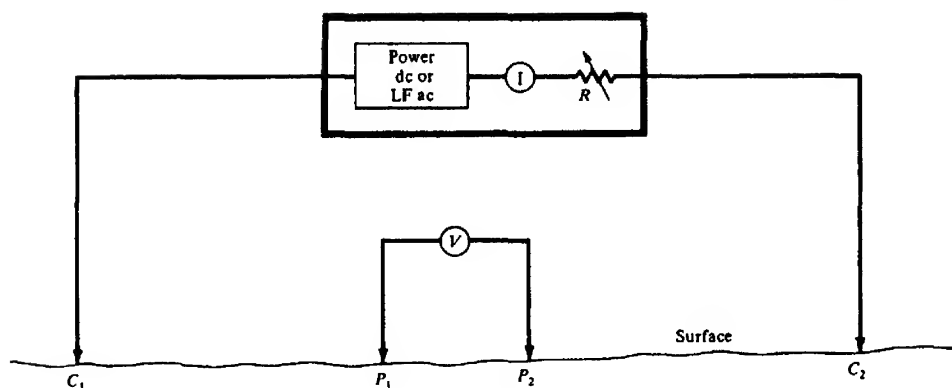 Power
dc or
LF ac
I
R
V
Surface
C₁
P₁
P₂
C₂